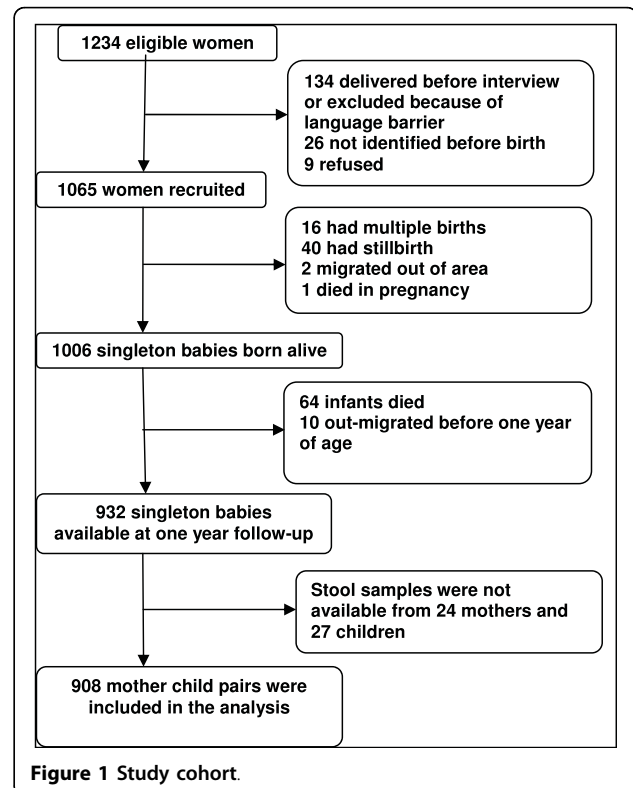 1234 eligible women
134 delivered before interview
or excluded because of
language barrier
26 not identified before birth
9 refused
1065 women recruited
16 had multiple births
40 had stillbirth
2 migrated out of area
1 died in pregnancy
1006 singleton babies born alive
64 infants died
10 out-migrated before one year
of age
932 singleton babies
available at one year follow-up
Stool samples were not
available from 24 mothers and
27 children
908 mother child pairs were
included in the analysis
Figure 1 Study cohort.